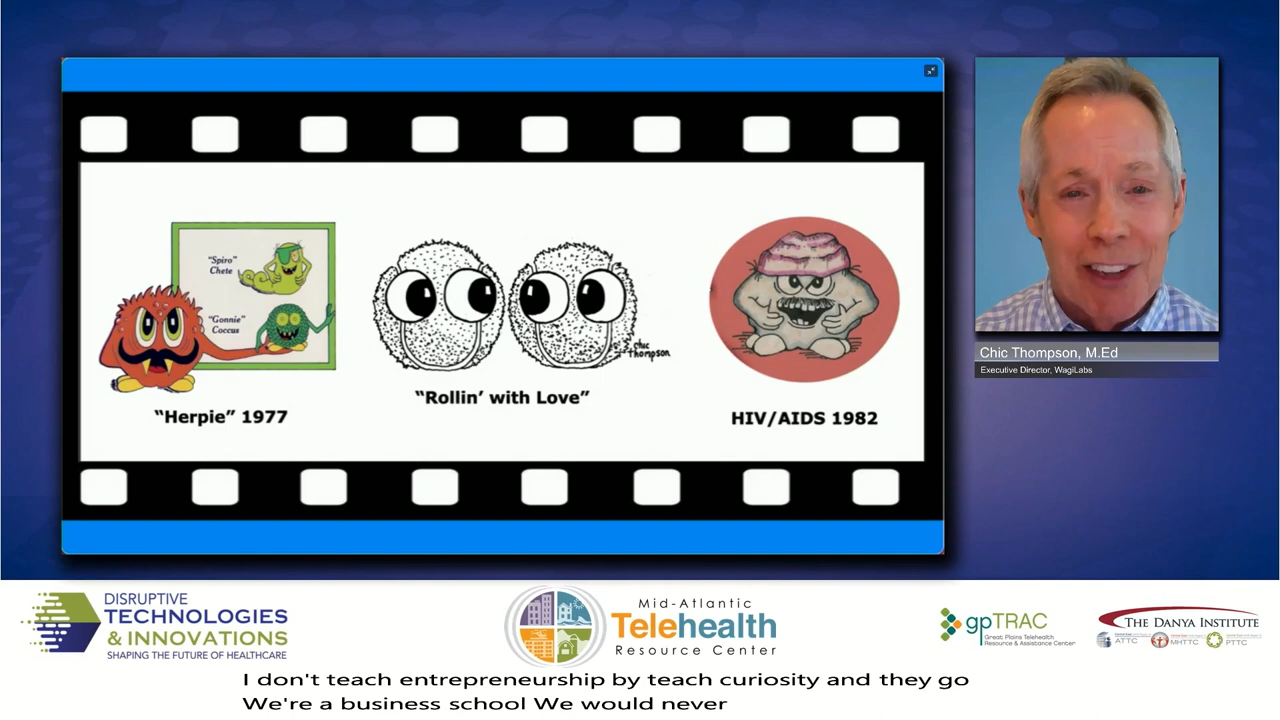 "Spiro"
Chete
"Gonnie"
Coccus
chic
Thompson
"Herpie" 1977
"Rollin' with Love"
HIV/AIDS 1982
Chic Thompson, M.Ed
Executive Director, WagiLabs
DISRUPTIVE
TECHNOLOGIES
& INNOVATIONS
SHAPING THE FUTURE OF HEALTHCARE
Mid-Atlantic
Telehealth
Resource Center
gpTRAC
Great Plains Telehealth
Resource & Assistance Center
THE DANYA INSTITUTE
ATTC
MHTTC
PTTC
I don't teach entrepreneurship by teach curiosity and they go
We're a business school We would never